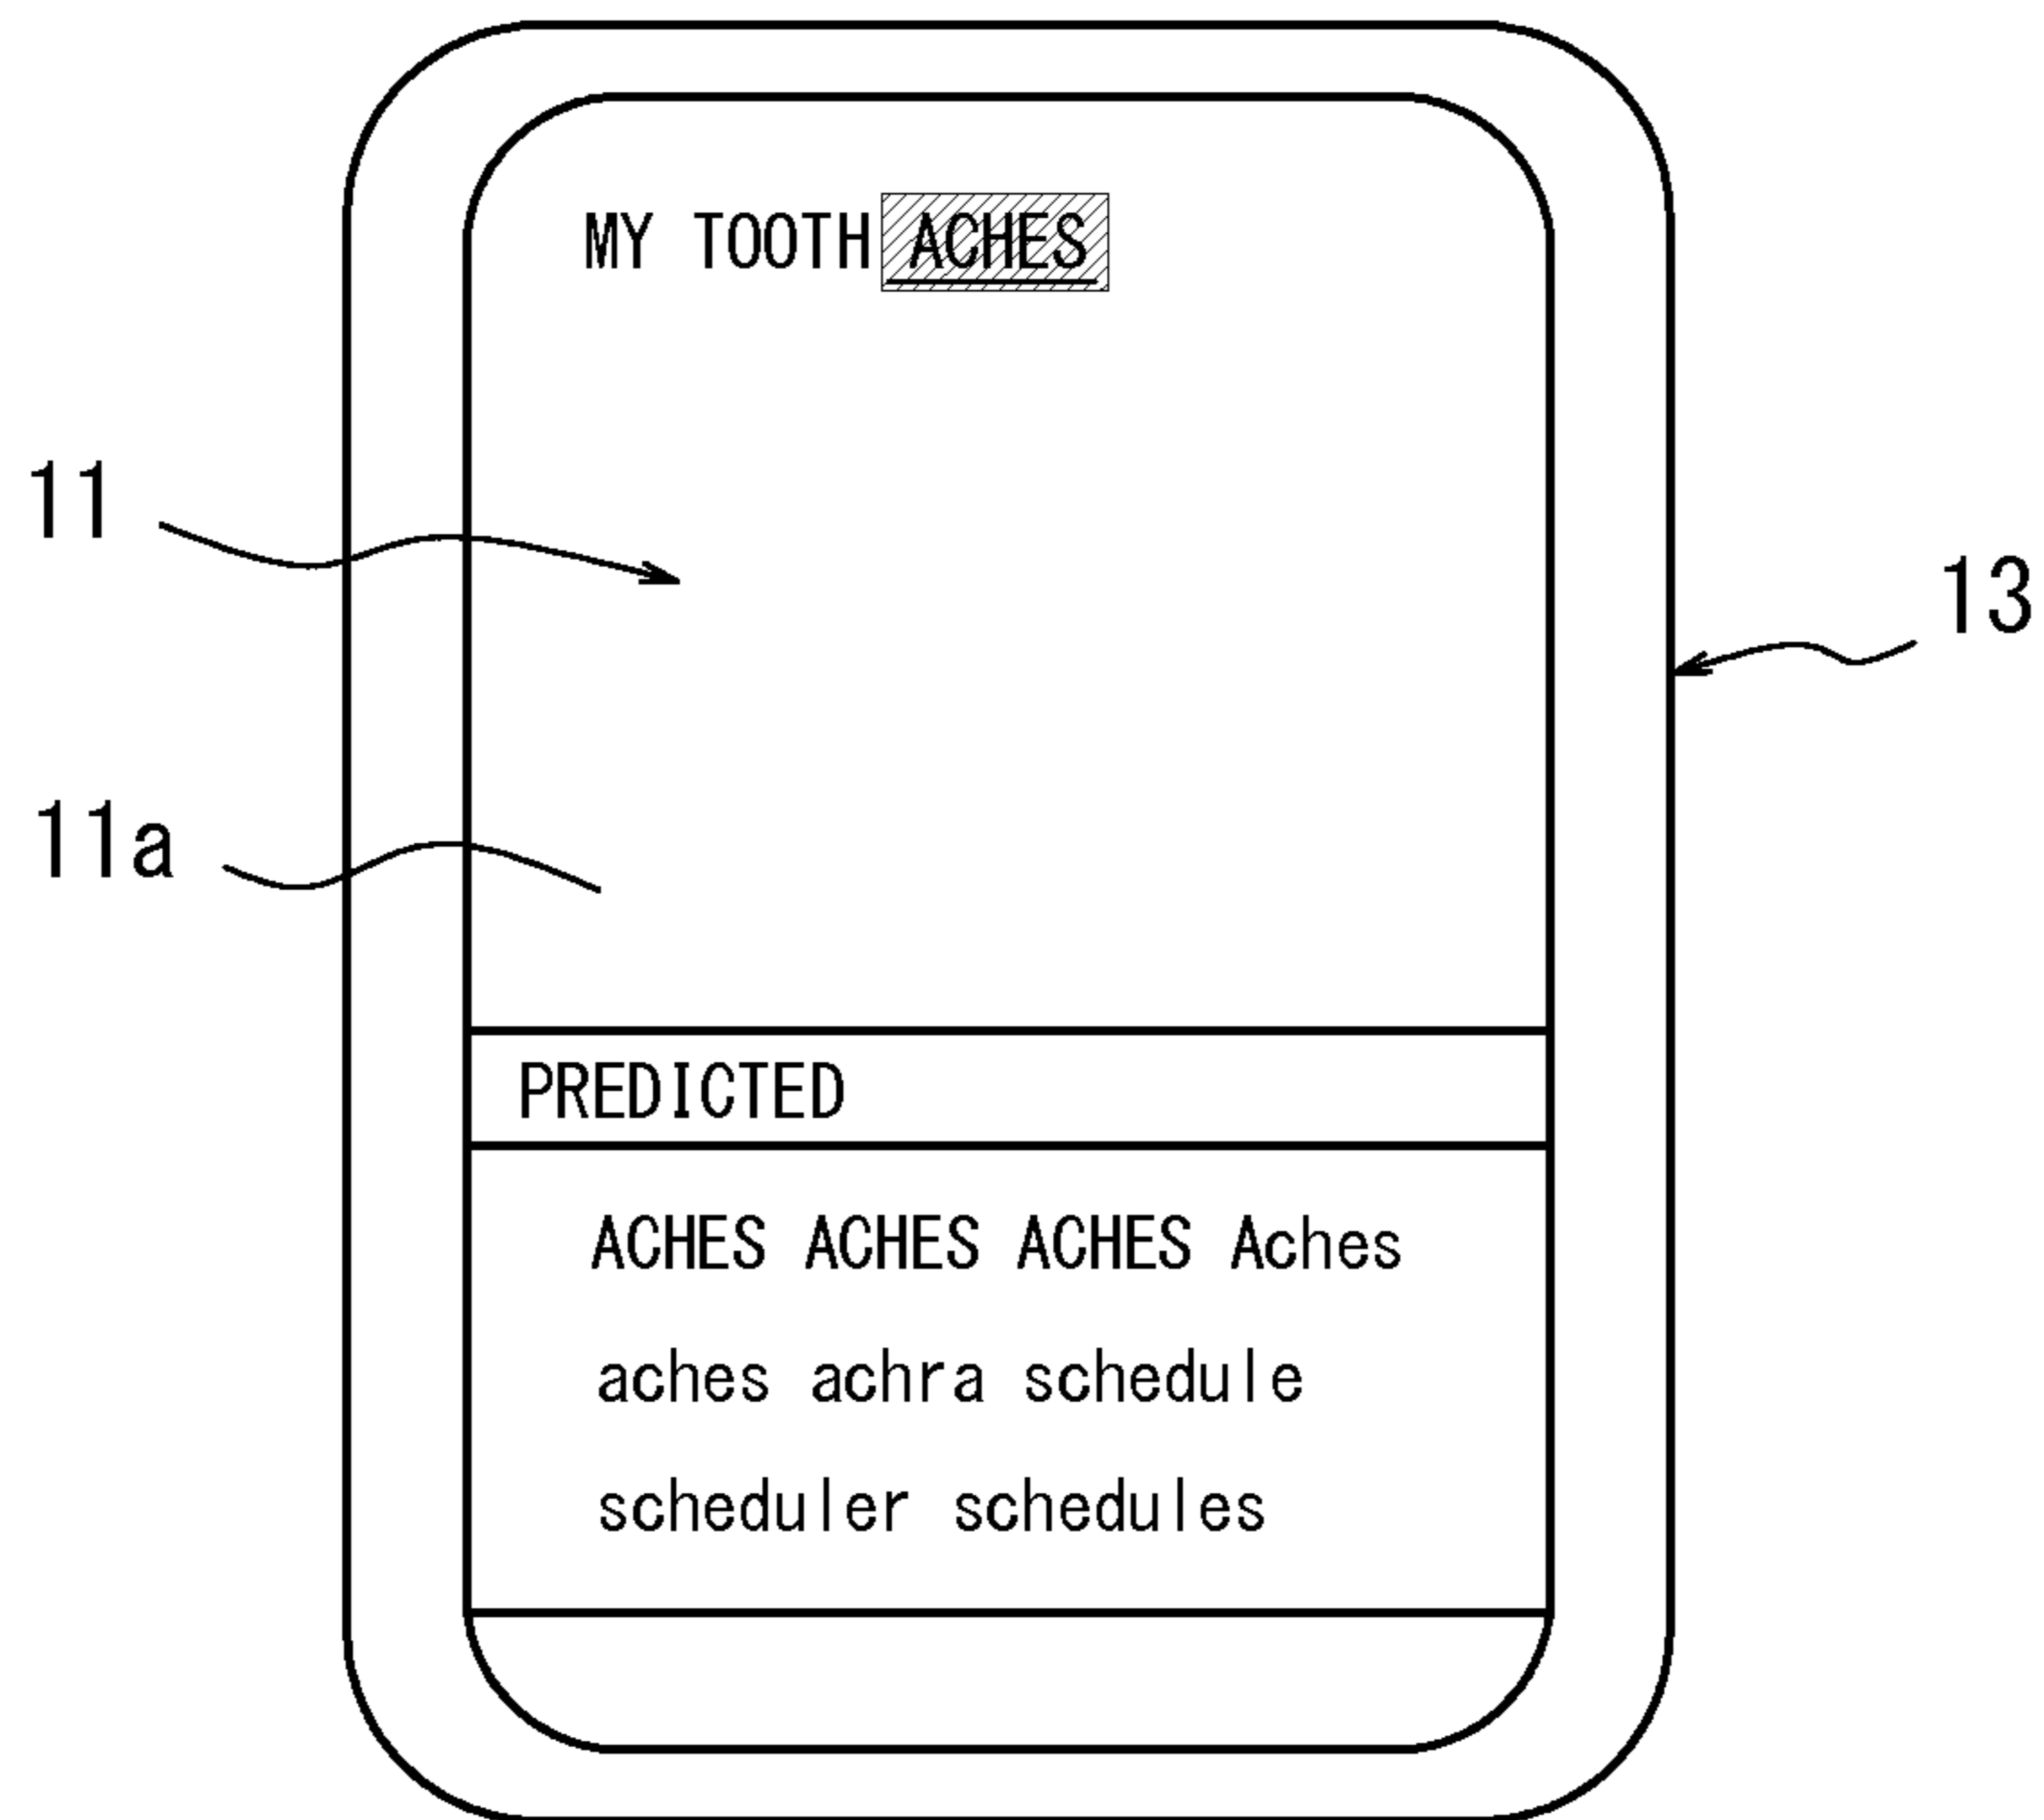 MY TOOTH ACHES
11
13
11a
PREDICTED
ACHES ACHES ACHES Aches
aches achra schedule
scheduler schedules